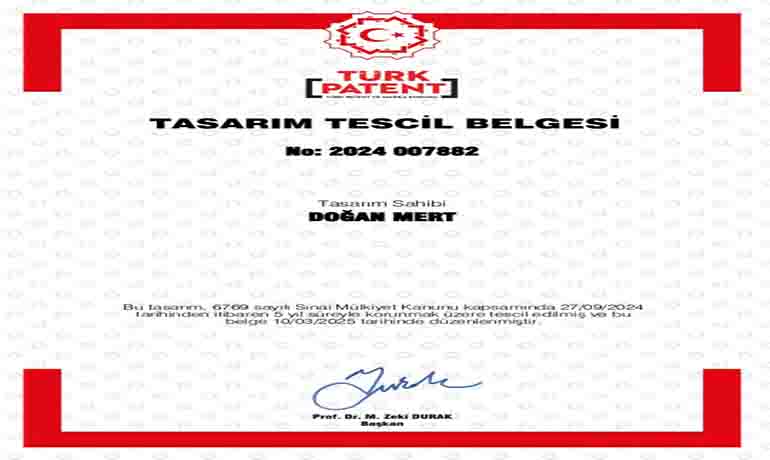 TÜRK
PATENT
TASARIM TESCİL BELGESİ
No: 2024 007882
Tasarım Sahibi
DOĞAN MERT
Bu tasarım, 6769 sayılı Sınai Mülkiyet Kanunu kapsamında 27/09/2024
tarihinden itibaren 5 yıl süreyle korunmak üzere tescil edilmiş ve bu
belge 10/03/2025 tarihinde düzenlenmiştir.
Prof. Dr. M. Zeki DURAK
Başkan